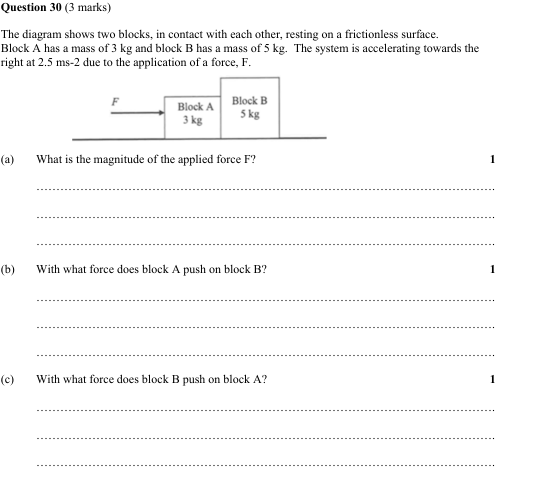 Question 30 (3 marks)
The diagram shows two blocks, in contact with each other, resting on a frictionless surface.
Block A has a mass of 3 kg and block B has a mass of 5 kg. The system is accelerating towards the
right at 2.5 ms-2 due to the application of a force, F.
F
Block A
3 kg
Block B
5 kg
(a) What is the magnitude of the applied force F? 1
(b) With what force does block A push on block B? 1
(c) With what force does block B push on block A? 1